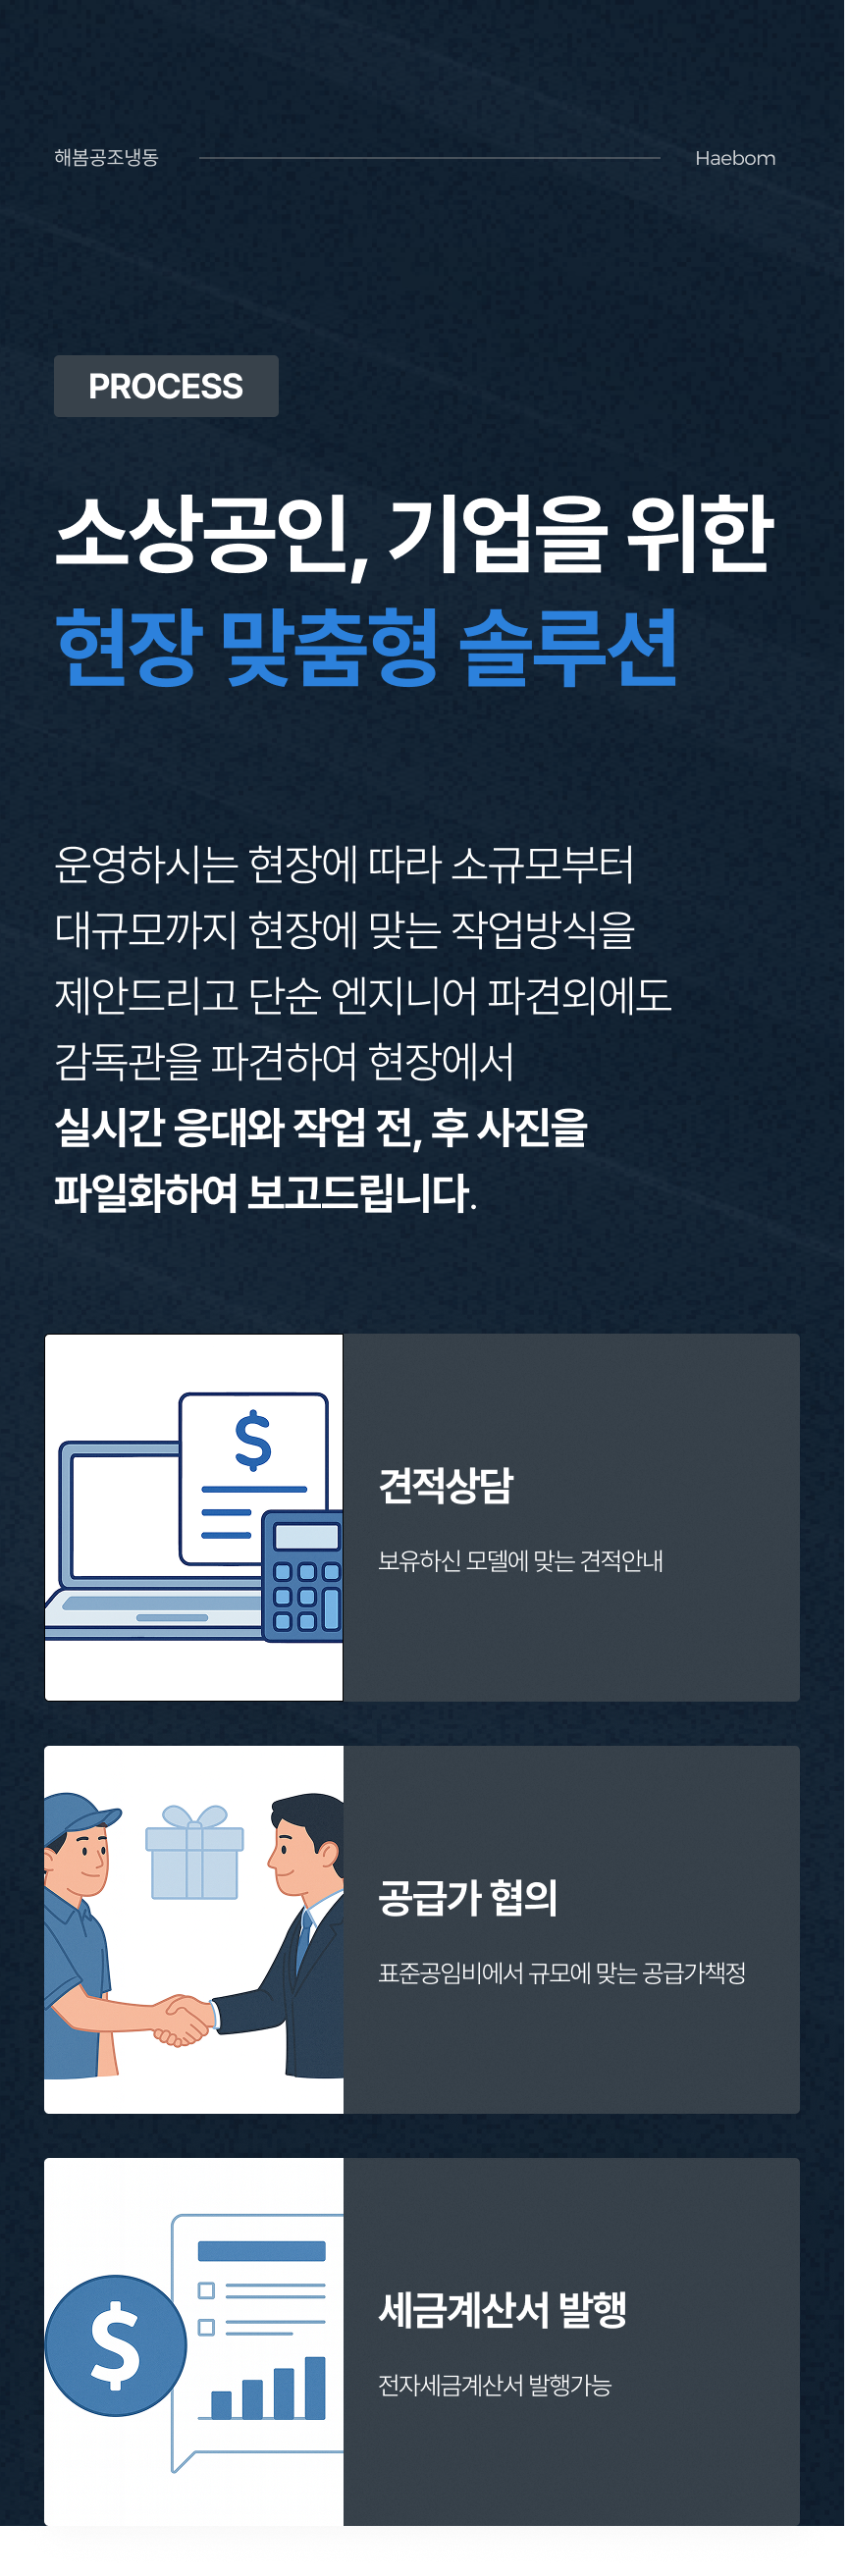 해봄공조냉동
Haebom
PROCESS
소상공인, 기업을 위한
현장 맞춤형 솔루션
운영하시는 현장에 따라 소규모부터
대규모까지 현장에 맞는 작업방식을
제안드리고 단순 엔지니어 파견외에도
감독관을 파견하여 현장에서
실시간 응대와 작업 전, 후 사진을
파일화하여 보고드립니다.
$
견적상담
보유하신 모델에 맞는 견적안내
공급가 협의
표준공임비에서 규모에 맞는 공급가책정
$
세금계산서 발행
전자세금계산서 발행가능